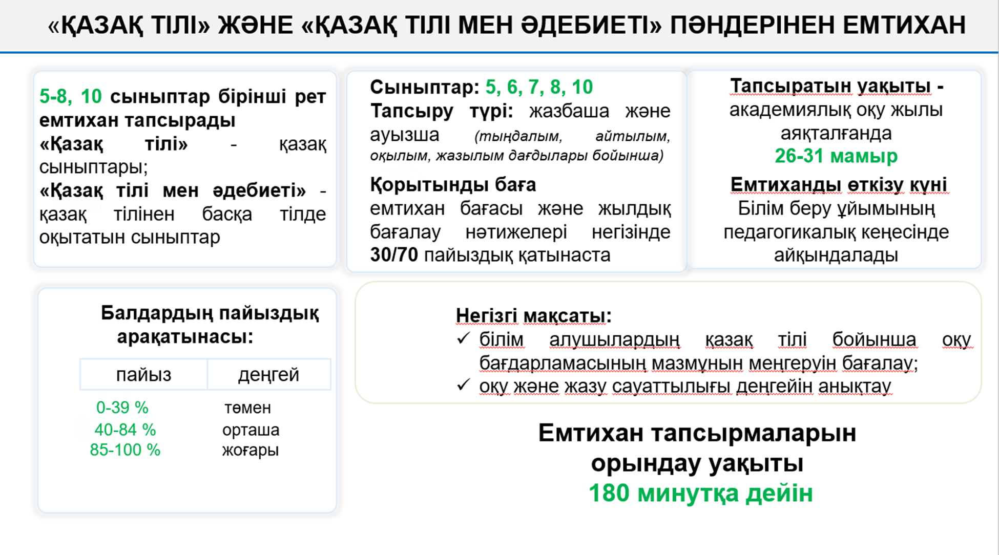 «ҚАЗАҚ ТІЛІ» ЖӘНЕ «ҚАЗАҚ ТІЛІ МЕН ӘДЕБИЕТІ» ПӘНДЕРІНЕН ЕМТИХАН
5-8, 10 сыныптар бірінші рет
емтихан тапсырады
«Қазақ тілі» - қазақ
сыныптары;
«Қазақ тілі мен әдебиеті» -
қазақ тілінен басқа тілде
оқытатын сыныптар
Сыныптар: 5, 6, 7, 8, 10
Тапсыру түрі: жазбаша және
ауызша (тыңдалым, айтылым,
оқылым, жазылым дағдылары бойынша)
Қорытынды баға
емтихан бағасы және жылдық
бағалау нәтижелері негізінде
30/70 пайыздық қатынаста
Тапсыратын уақыты -
академиялық оқу жылы
аяқталғанда
26-31 мамыр
Емтиханды өткізу күні
Білім беру ұйымының
педагогикалық кеңесінде
айқындалады
Балдардың пайыздық
арақатынасы:
пайыз деңгей
0-39 % төмен
40-84 % орташа
85-100 % жоғары
Негізгі мақсаты:
✓ білім алушылардың қазақ тілі бойынша оқу
бағдарламасының мазмұнын меңгеруін бағалау;
✓ оқу және жазу сауаттылығы деңгейін анықтау
Емтихан тапсырмаларын
орындау уақыты
180 минутқа дейін